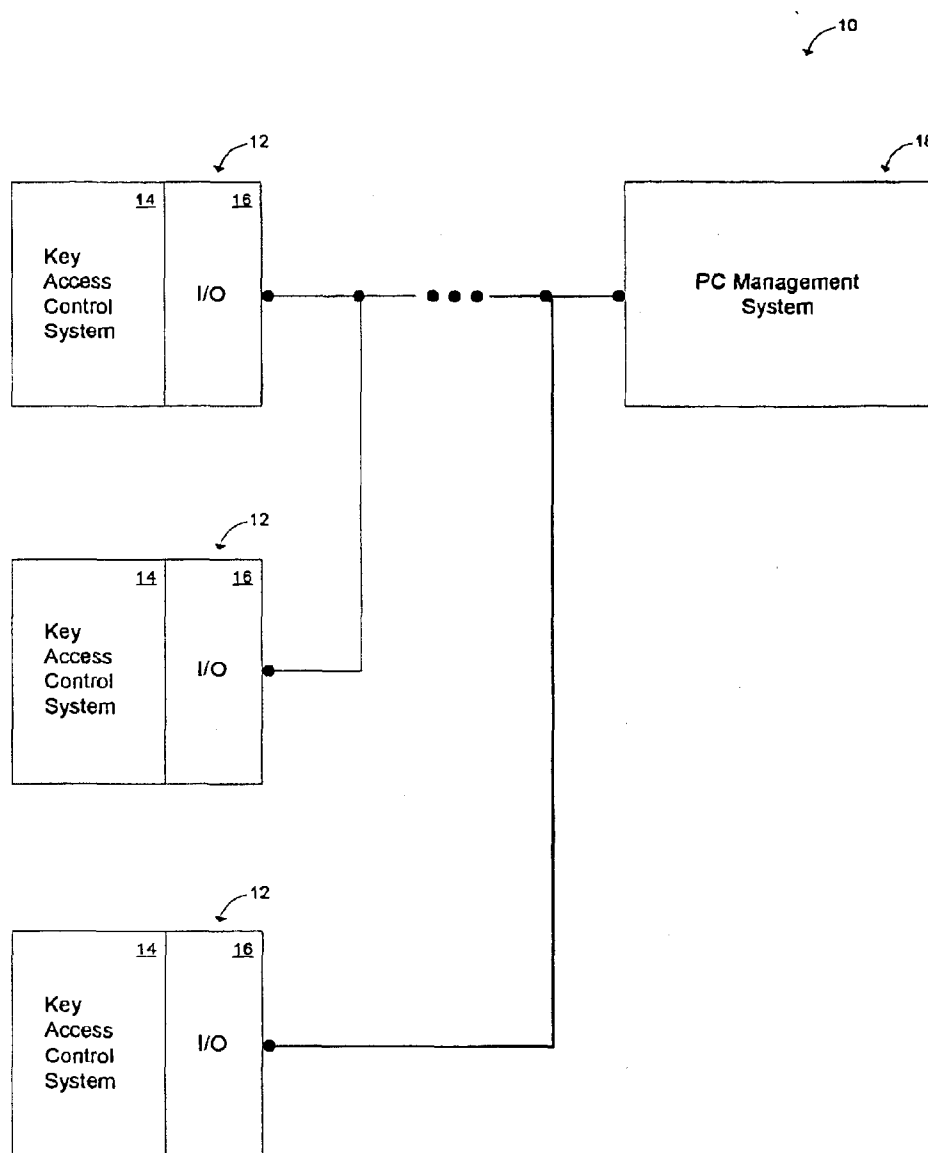 10
12
18
14
16
Key
Access
Control
System
I/O
PC Management
System
12
14
16
Key
Access
Control
System
I/O
12
14
16
Key
Access
Control
System
I/O